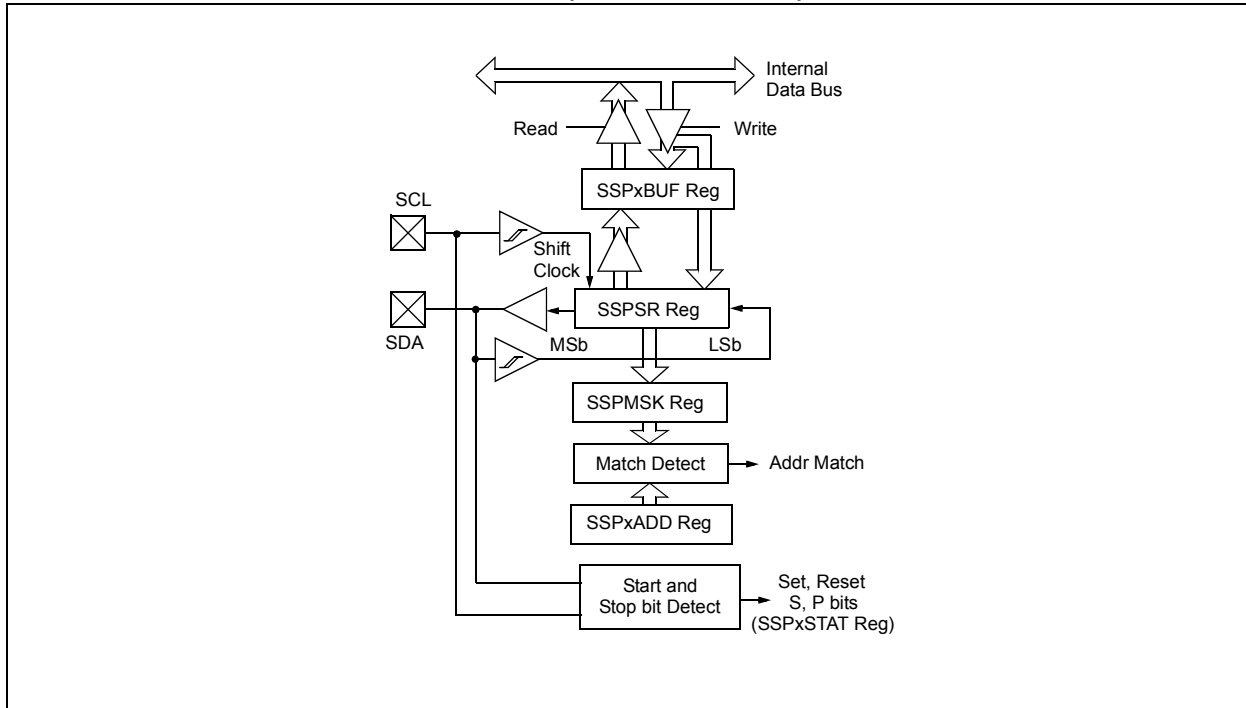 Internal
Data Bus
Read
Write
SSPxBUF Reg
SCL
Shift
Clock
SSPSR Reg
SDA
MSb
LSb
SSPMSK Reg
Match Detect
Addr Match
SSPxADD Reg
Start and
Stop bit Detect
Set, Reset
S, P bits
(SSPxSTAT Reg)